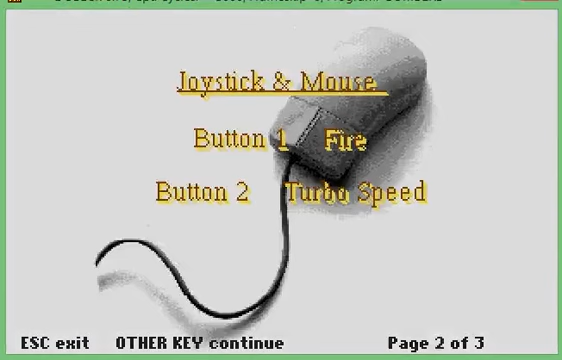 Joystick & Mouse
Button 1 Fire
Button 2 Turbo Speed
ESC exit OTHER KEY continue Page 2 of 3